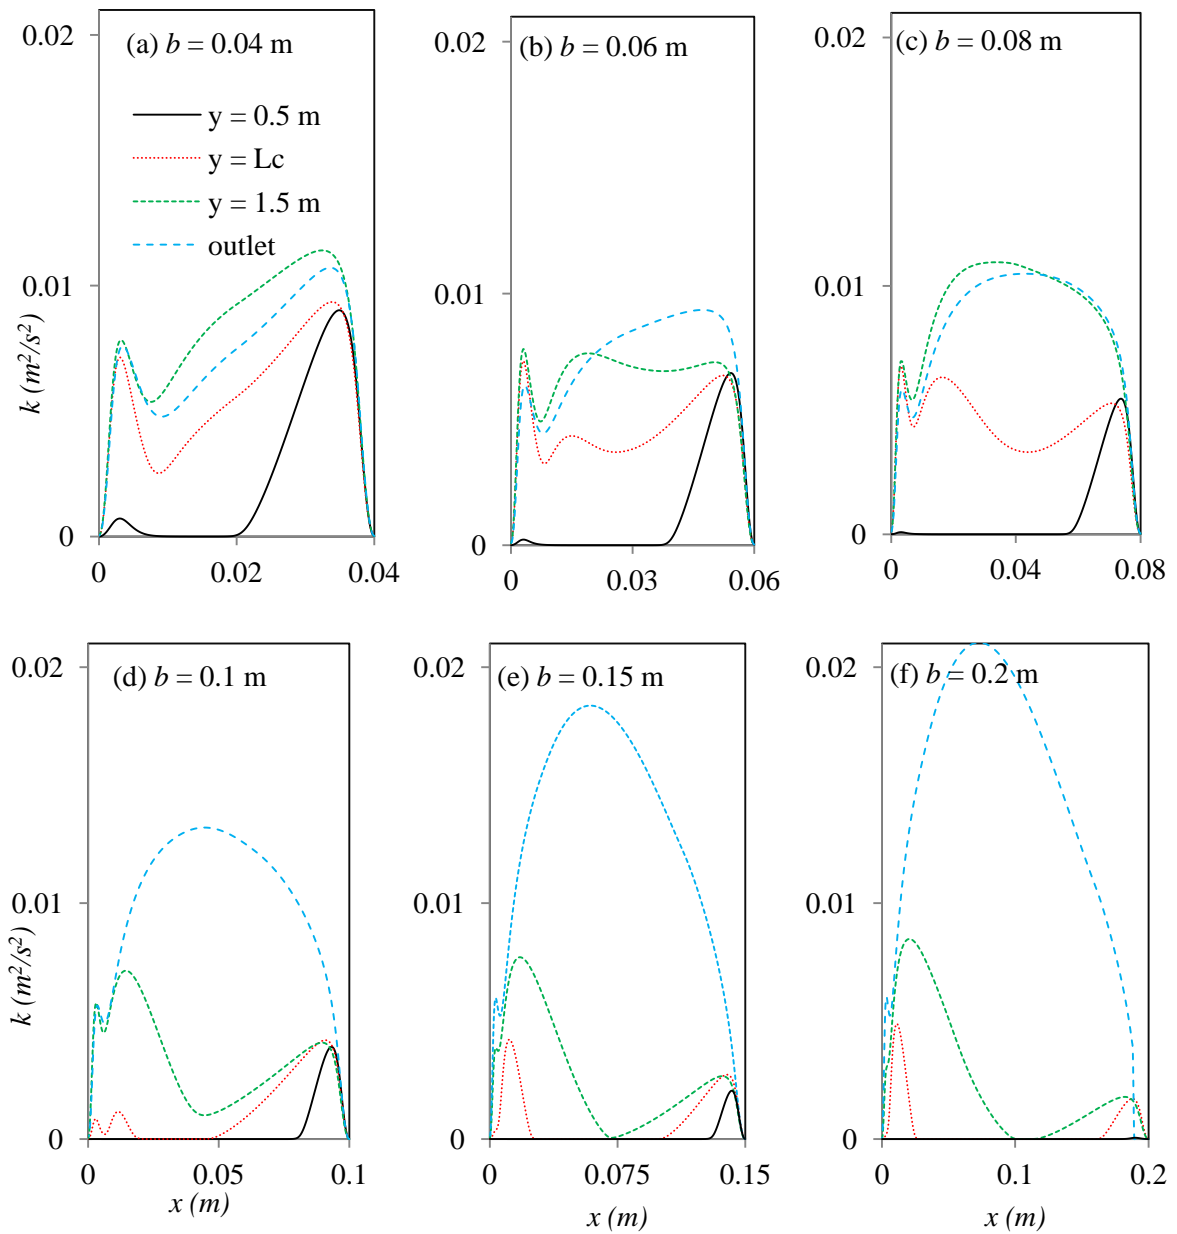 (a) b = 0.04 m
y = 0.5 m
y = Lc
y = 1.5 m
outlet
0.02
0.01
0
k (m²/s²)
0
0.02
0.04
(b) b = 0.06 m
0.02
0.01
0
0
0.03
0.06
(c) b = 0.08 m
0.02
0.01
0
0
0.04
0.08
(d) b = 0.1 m
0.02
0.01
0
k (m²/s²)
0
0.05
0.1
x (m)
(e) b = 0.15 m
0.02
0.01
0
0
0.075
0.15
x (m)
(f) b = 0.2 m
0.02
0.01
0
0
0.1
0.2
x (m)